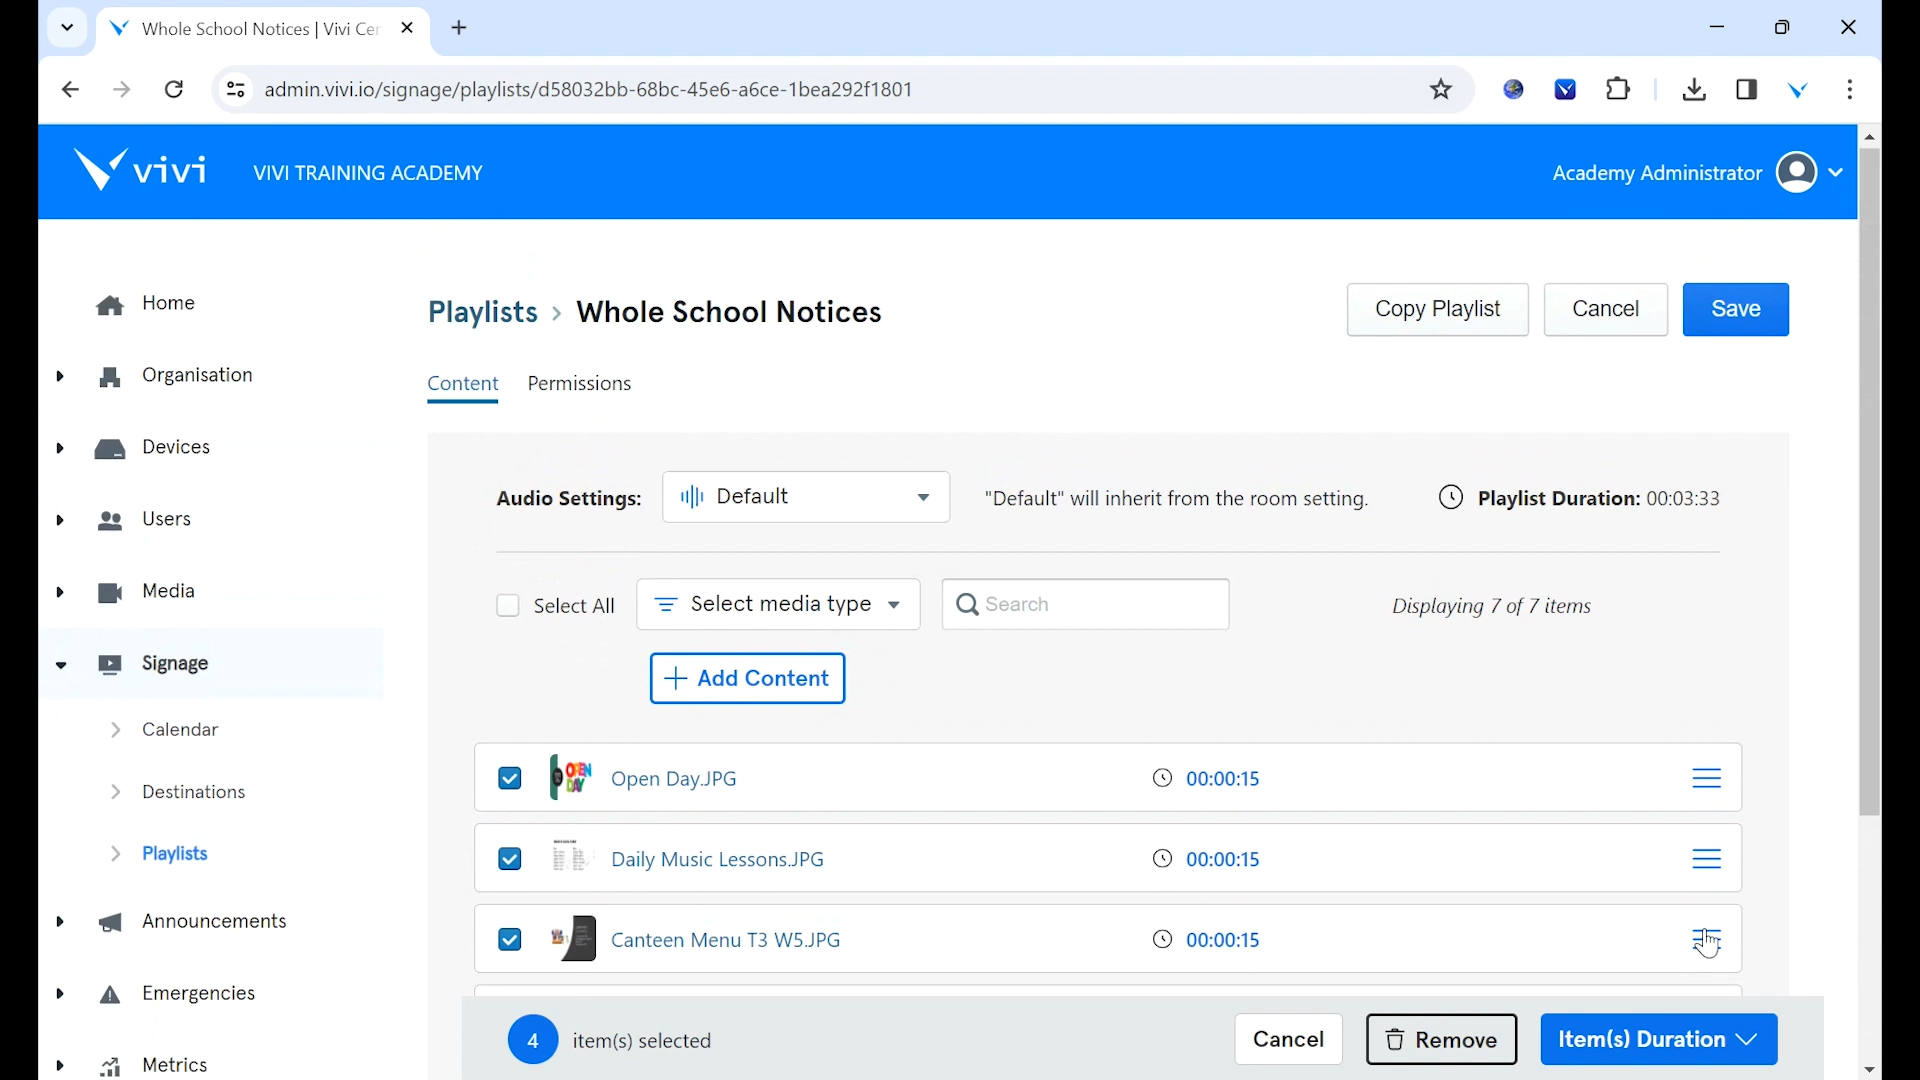 Whole School Notices | Vivi Cer
admin.vivi.io/signage/playlists/d58032bb-68bc-45e6-a6ce-1bea292f1801
vivi
VIVI TRAINING ACADEMY
Academy Administrator
Home
Organisation
Devices
Users
Media
Signage
Calendar
Destinations
Playlists
Announcements
Emergencies
Metrics
Playlists > Whole School Notices
Copy Playlist
Cancel
Save
Content
Permissions
Audio Settings:
Default
"Default" will inherit from the room setting.
Playlist Duration: 00:03:33
Select All
Select media type
Search
Displaying 7 of 7 items
+ Add Content
OPEN
DAY
Open Day.JPG
00:00:15
Daily Music Lessons.JPG
00:00:15
Canteen Menu T3 W5.JPG
00:00:15
4
item(s) selected
Cancel
Remove
Item(s) Duration